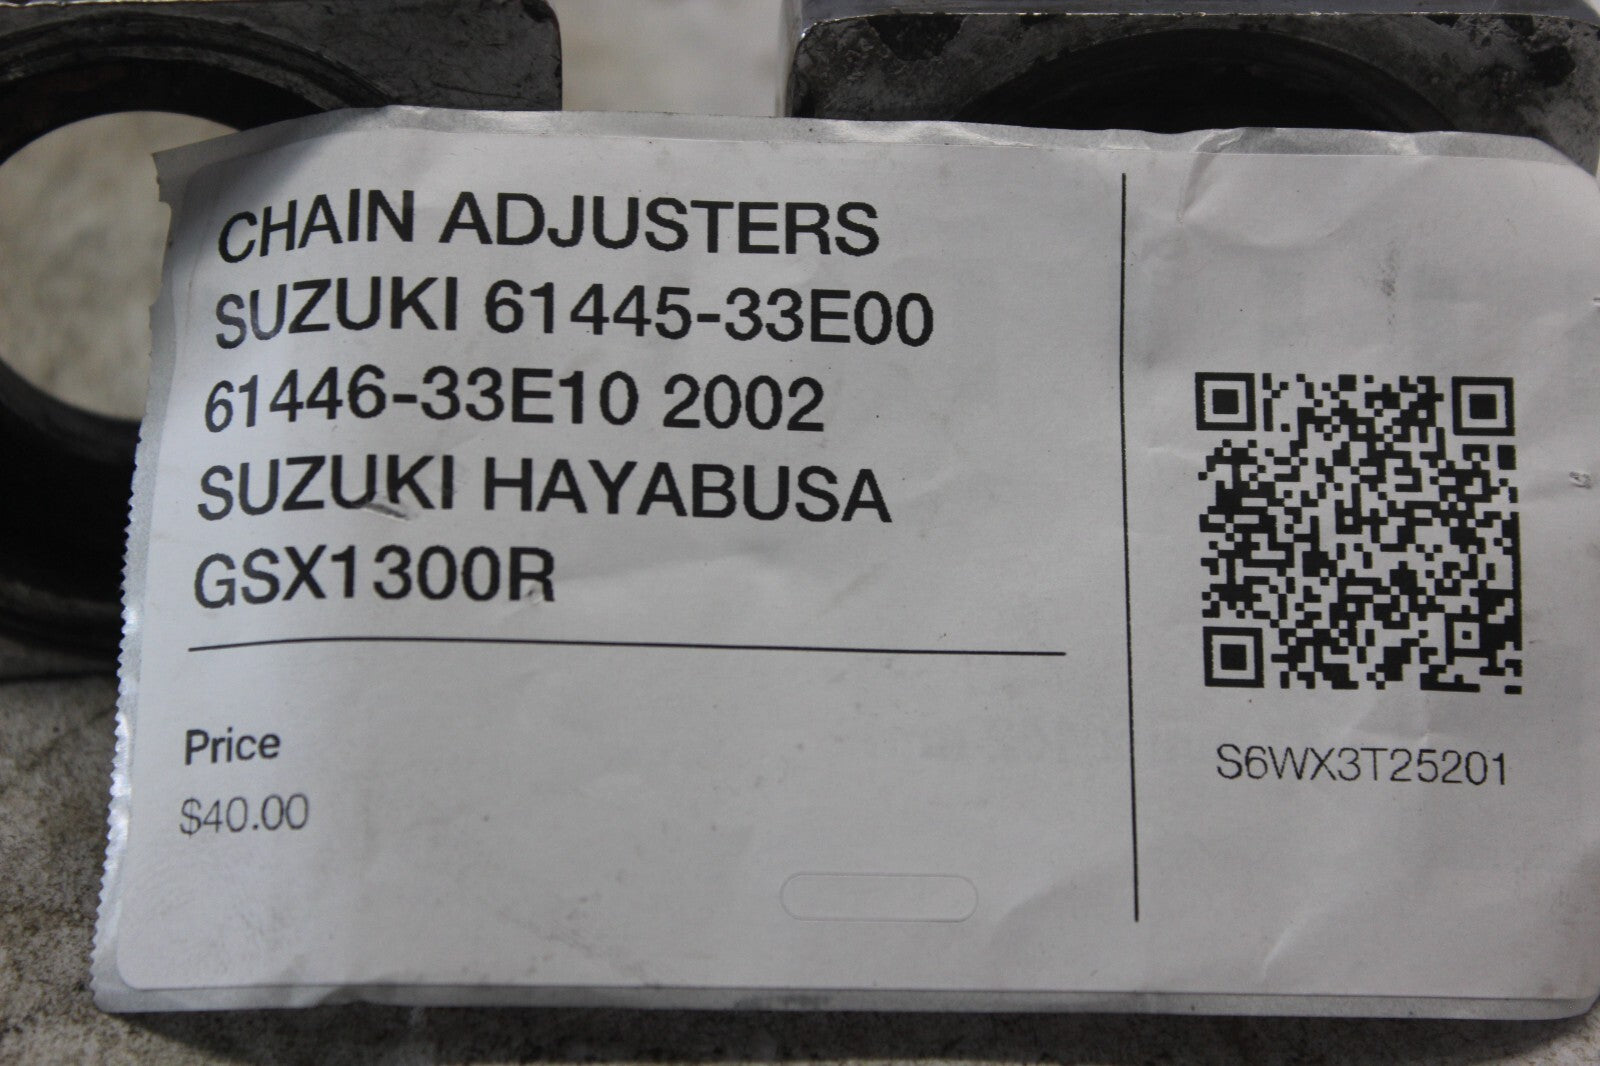 CHAIN ADJUSTERS
SUZUKI 61445-33E00
61446-33E10 2002
SUZUKI HAYABUSA
GSX1300R
Price
$40.00
S6WX3T25201